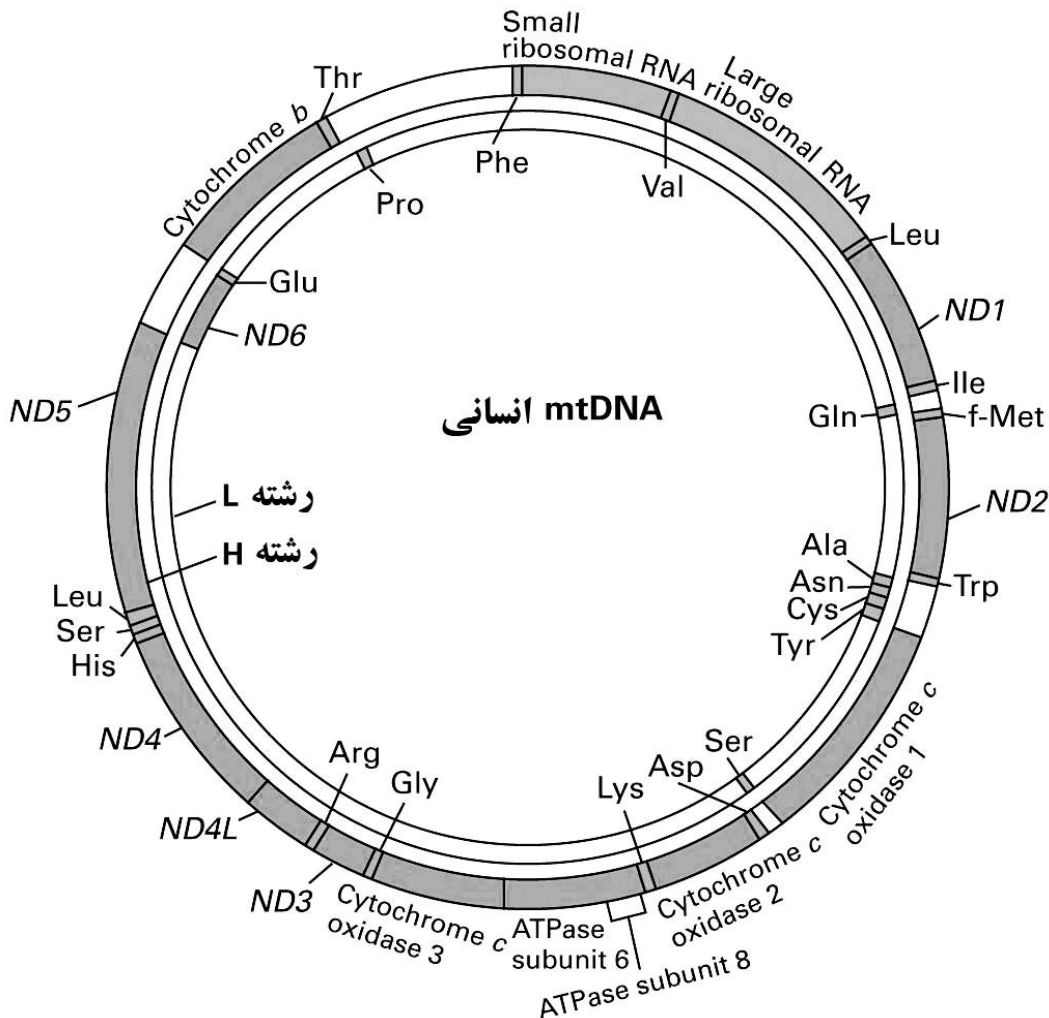 Small
ribosomal RNA
Large
ribosomal RNA
Thr
Cytochrome b
Phe
Val
Pro
Leu
Glu
ND6
ND1
Ile
f-Met
Gln
ND5
mtDNA انسانی
رشته L
رشته H
ND2
Ala
Asn
Cys
Tyr
Trp
Leu
Ser
His
ND4
Arg
Gly
Lys
Asp
Ser
Cytochrome c
oxidase 1
ND4L
ND3
Cytochrome c
oxidase 3
ATPase
subunit 6
Cytochrome c
oxidase 2
ATPase subunit 8